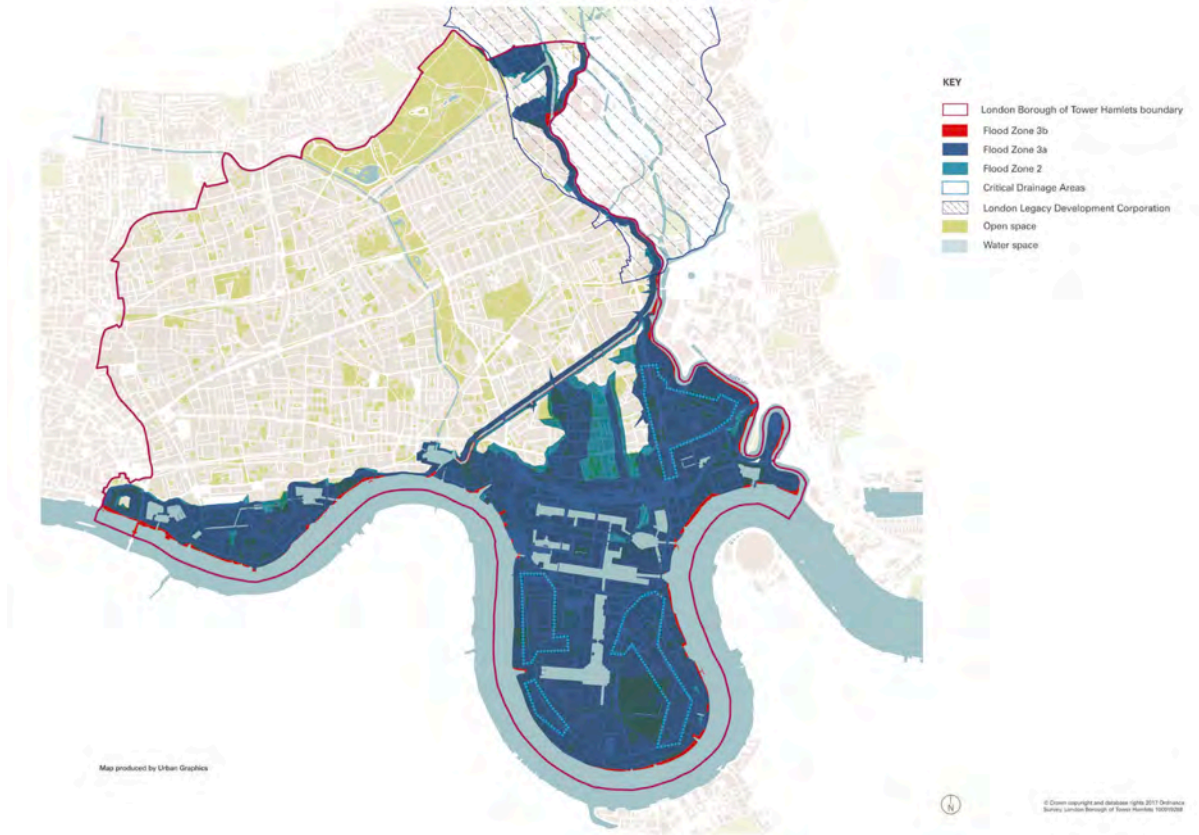 KEY
London Borough of Tower Hamlets boundary
Flood Zone 3b
Flood Zone 3a
Flood Zone 2
Critical Drainage Areas
London Legacy Development Corporation
Open space
Water space
Map produced by Urban Graphics
N
© Crown copyright and database rights 2017 Ordnance
Survey, London Borough of Tower Hamlets